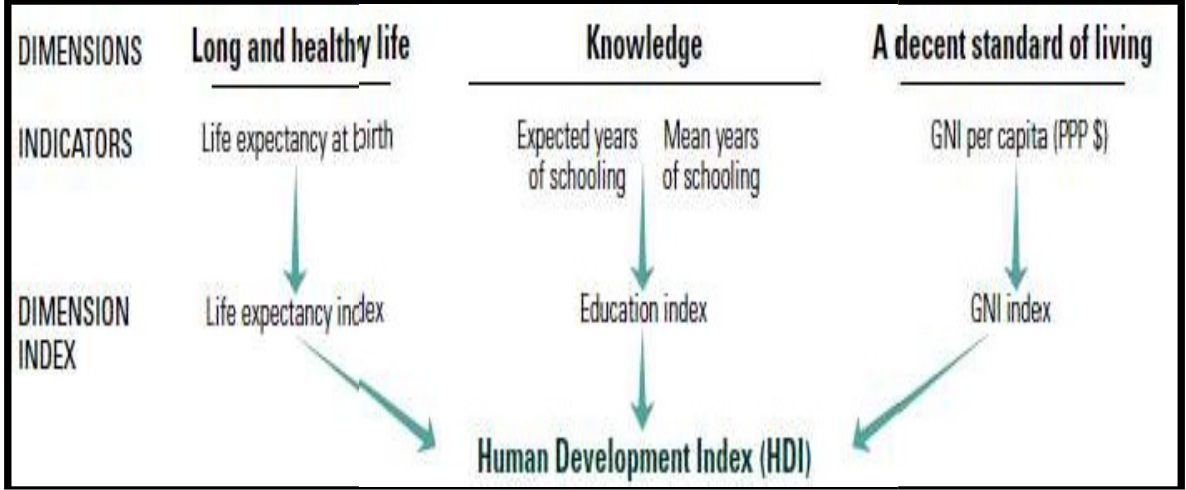 DIMENSIONS Long and healthy life Knowledge A decent standard of living
INDICATORS Life expectancy at birth Expected years of schooling Mean years of schooling GNI per capita (PPP $)
DIMENSION INDEX Life expectancy index Education index GNI index
Human Development Index (HDI)